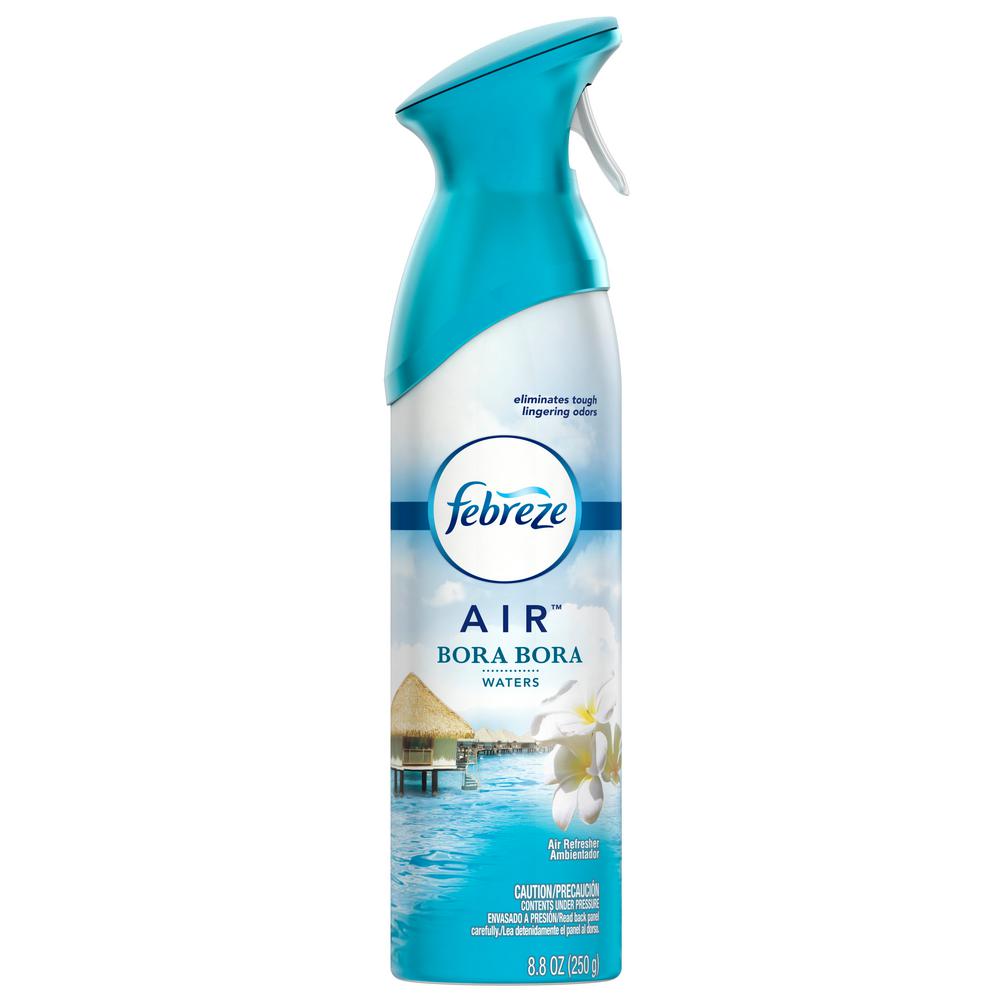 eliminates tough
lingering odors
febreze
AIR™
BORA BORA
WATERS
Air Refresher
Ambientador
CAUTION/PRECAUCIÓN
CONTENTS UNDER PRESSURE
ENVASADO A PRESIÓN/Read back panel
carefully./Lea detenidamente el panel al dorso.
8.8 OZ (250 g)